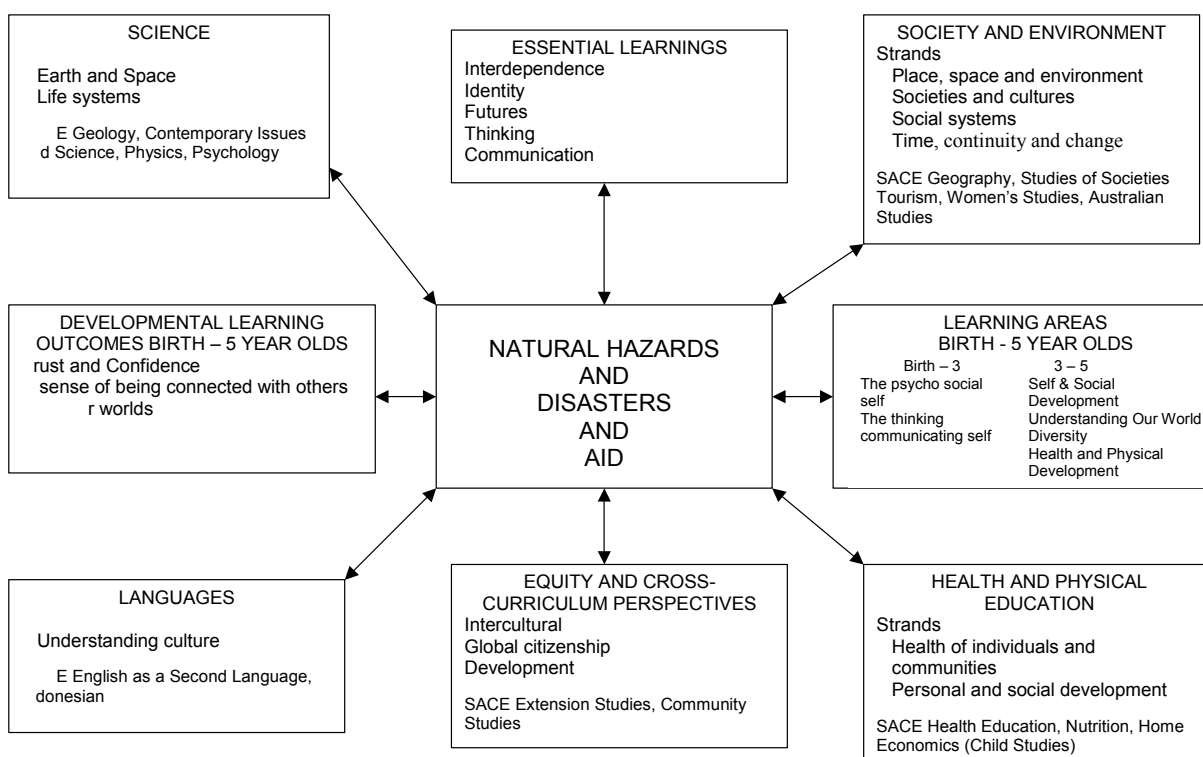 SCIENCE
Earth and Space
Life systems
E Geology, Contemporary Issues
d Science, Physics, Psychology
ESSENTIAL LEARNINGS
Interdependence
Identity
Futures
Thinking
Communication
SOCIETY AND ENVIRONMENT
Strands
Place, space and environment
Societies and cultures
Social systems
Time, continuity and change
SACE Geography, Studies of Societies
Tourism, Women's Studies, Australian
Studies
DEVELOPMENTAL LEARNING
OUTCOMES BIRTH – 5 YEAR OLDS
rust and Confidence
sense of being connected with others
r worlds
NATURAL HAZARDS
AND
DISASTERS
AND
AID
LEARNING AREAS
BIRTH - 5 YEAR OLDS
Birth – 3
The psycho social
self
The thinking
communicating self
3 – 5
Self & Social
Development
Understanding Our World
Diversity
Health and Physical
Development
LANGUAGES
Understanding culture
E English as a Second Language,
donesian
EQUITY AND CROSS-
CURRICULUM PERSPECTIVES
Intercultural
Global citizenship
Development
SACE Extension Studies, Community
Studies
HEALTH AND PHYSICAL
EDUCATION
Strands
Health of individuals and
communities
Personal and social development
SACE Health Education, Nutrition, Home
Economics (Child Studies)